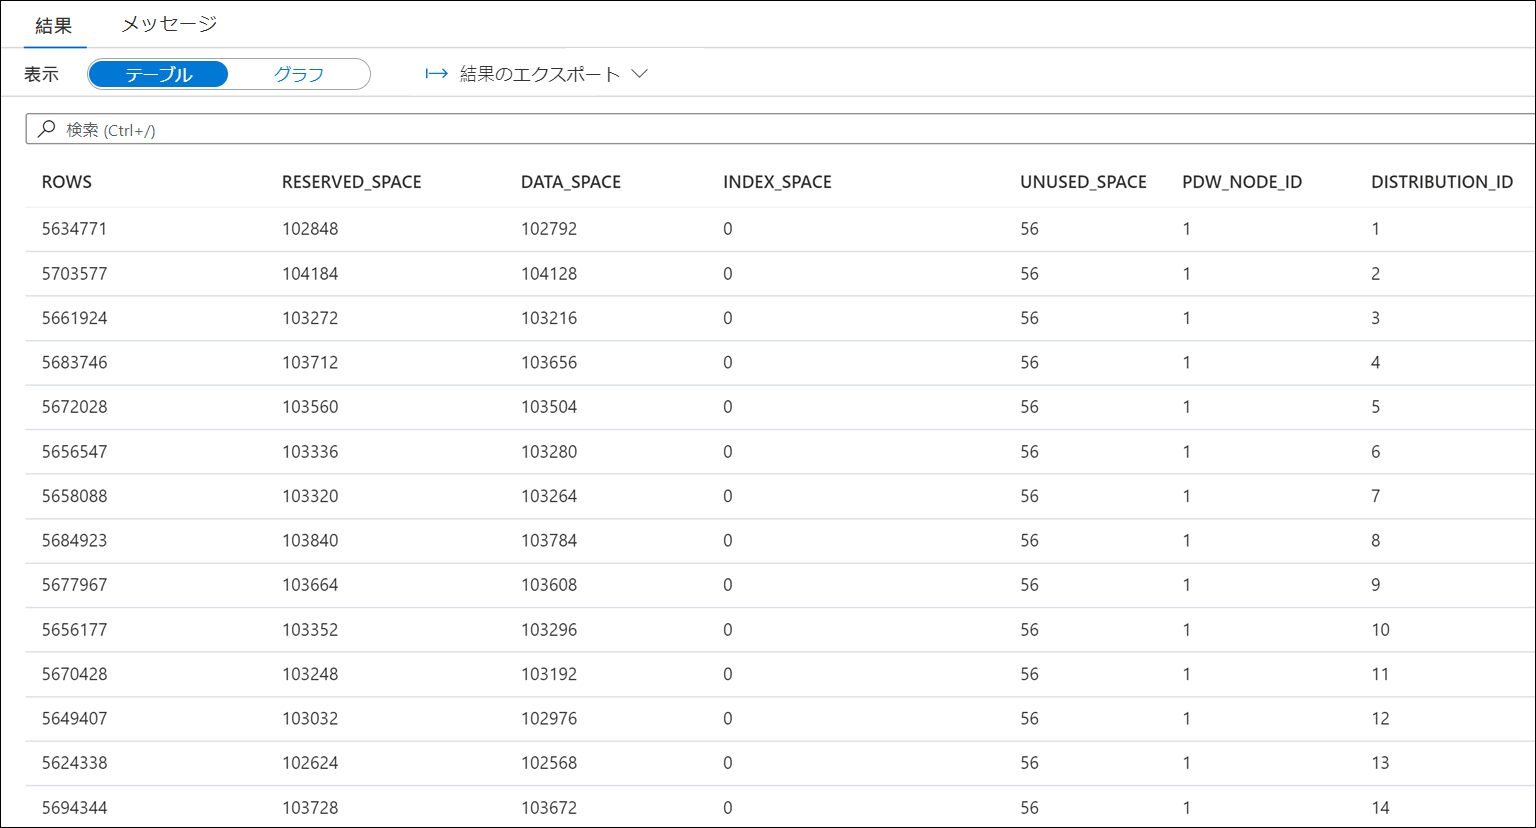 結果 メッセージ
表示 テーブル グラフ 結果のエクスポート
検索 (Ctrl+/)
ROWS RESERVED_SPACE DATA_SPACE INDEX_SPACE UNUSED_SPACE PDW_NODE_ID DISTRIBUTION_ID
5634771 102848 102792 0 56 1 1
5703577 104184 104128 0 56 1 2
5661924 103272 103216 0 56 1 3
5683746 103712 103656 0 56 1 4
5672028 103560 103504 0 56 1 5
5656547 103336 103280 0 56 1 6
5658088 103320 103264 0 56 1 7
5684923 103840 103784 0 56 1 8
5677967 103664 103608 0 56 1 9
5656177 103352 103296 0 56 1 10
5670428 103248 103192 0 56 1 11
5649407 103032 102976 0 56 1 12
5624338 102624 102568 0 56 1 13
5694344 103728 103672 0 56 1 14